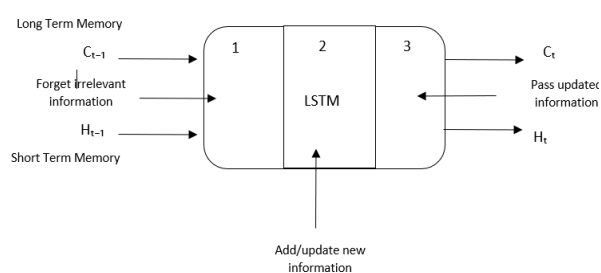 Long Term Memory
1
2
3
Cₜ₋₁
Cₜ
Forget irrelevant
information
LSTM
Pass updated
information
Hₜ₋₁
Hₜ
Short Term Memory
Add/update new
information